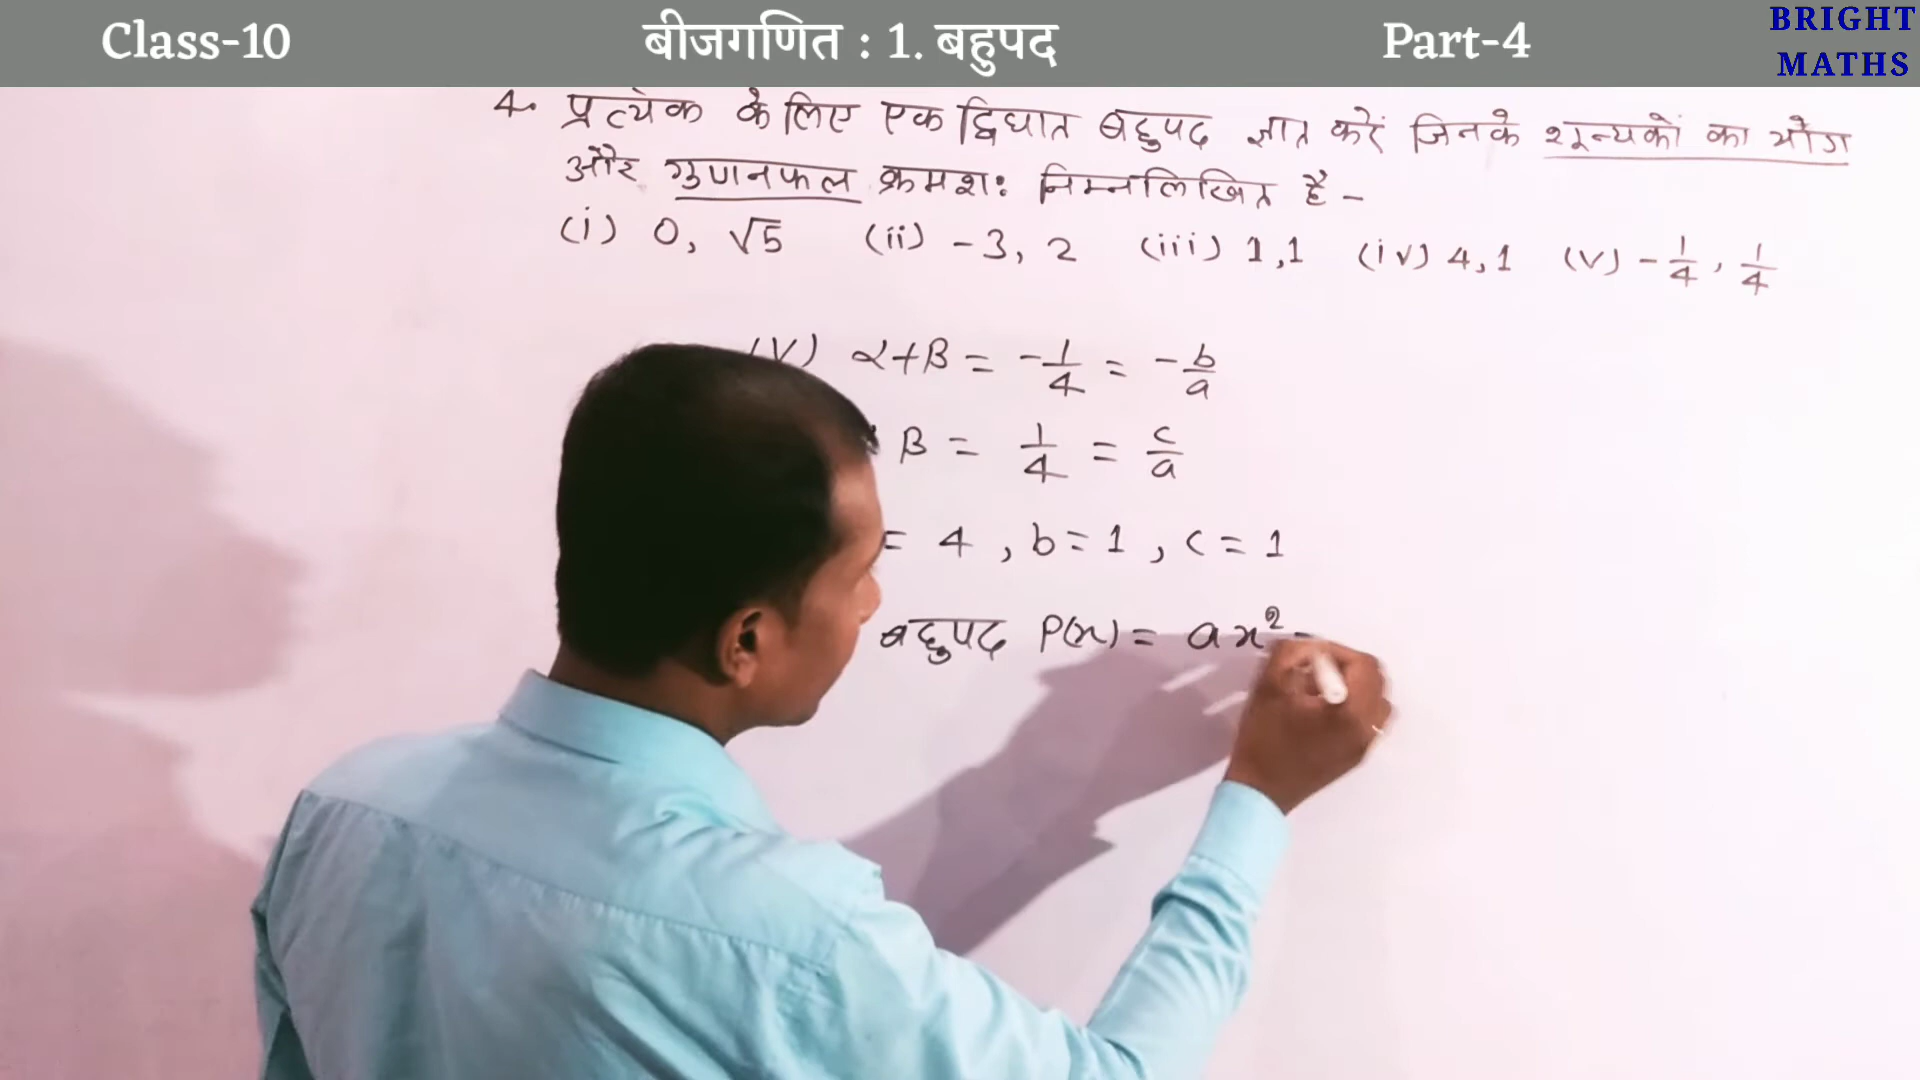 Class-10 बीजगणित : 1. बहुपद Part-4 BRIGHT MATHS
4. प्रत्येक के लिए एक द्विघात बहुपद ज्ञात करें जिनके शून्यकों का योग
और गुणनफल क्रमश: निम्नलिखित है -
(i) 0, √5 (ii) -3, 2 (iii) 1,1 (iv) 4,1 (v) -1/4, 1/4
(v) α+β = -1/4 = -b/a
β = 1/4 = c/a
= 4, b=1, c=1
बहुपद P(x) = ax²